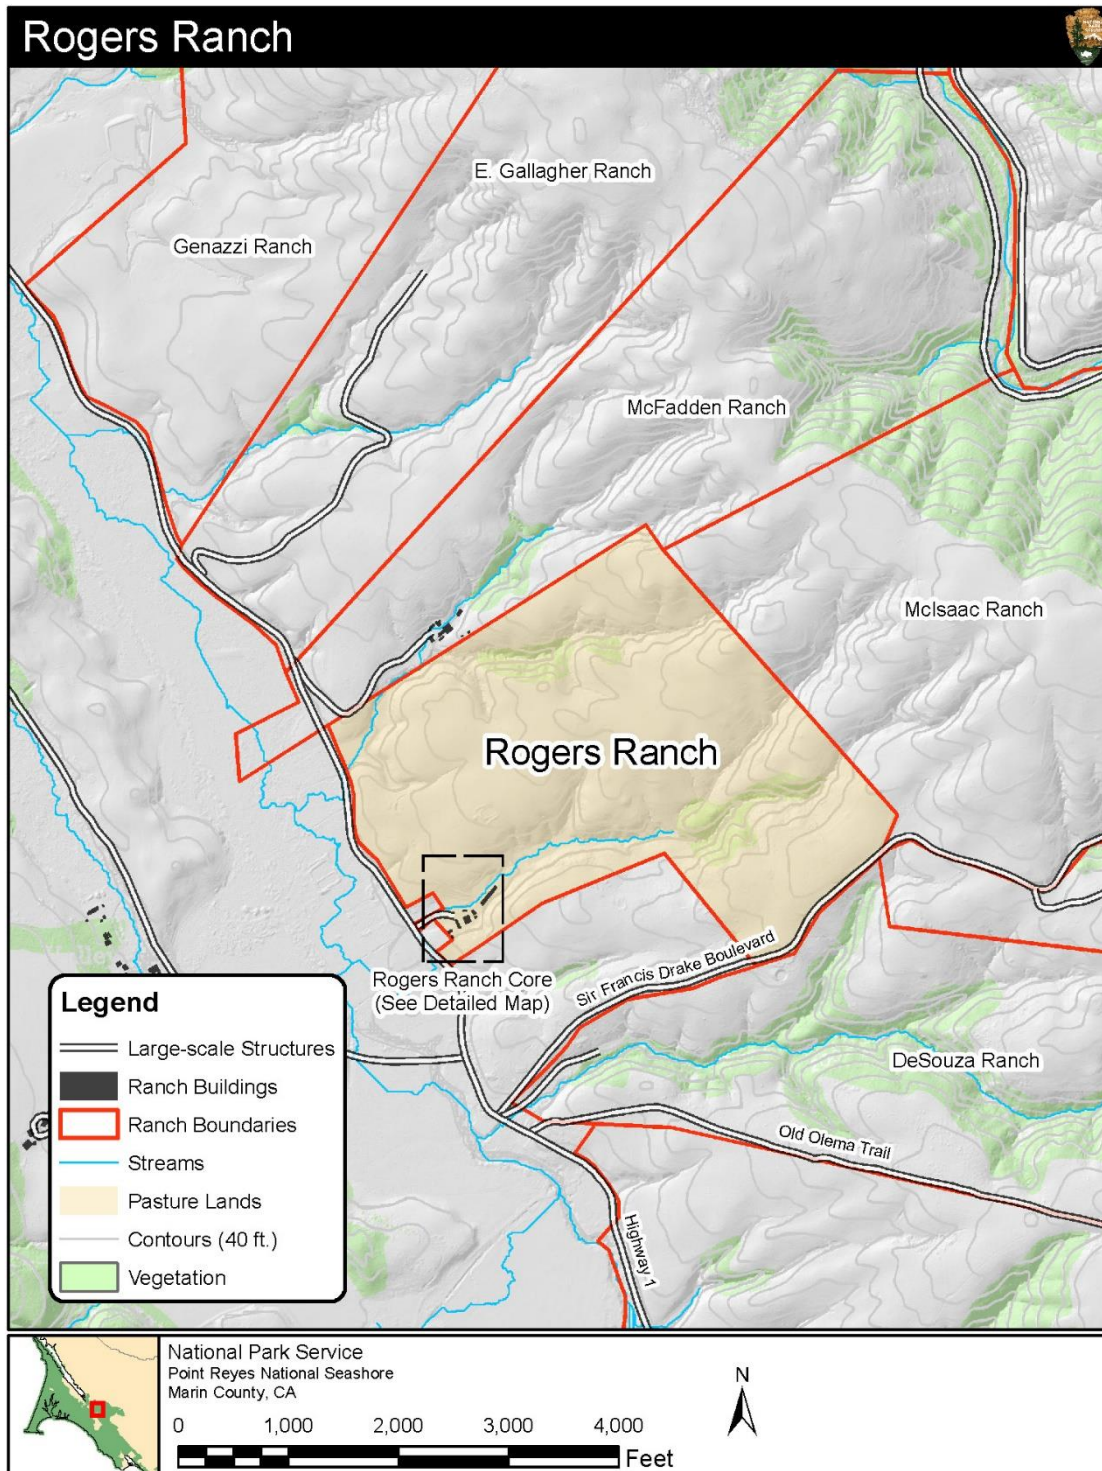 Rogers Ranch
E. Gallagher Ranch
Genazzi Ranch
McFadden Ranch
McIsaac Ranch
Rogers Ranch
Rogers Ranch Core
(See Detailed Map)
Sir Francis Drake Boulevard
DeSouza Ranch
Old Olema Trail
Highway 1
Legend
Large-scale Structures
Ranch Buildings
Ranch Boundaries
Streams
Pasture Lands
Contours (40 ft.)
Vegetation
National Park Service
Point Reyes National Seashore
Marin County, CA
N
0 1,000 2,000 3,000 4,000
Feet